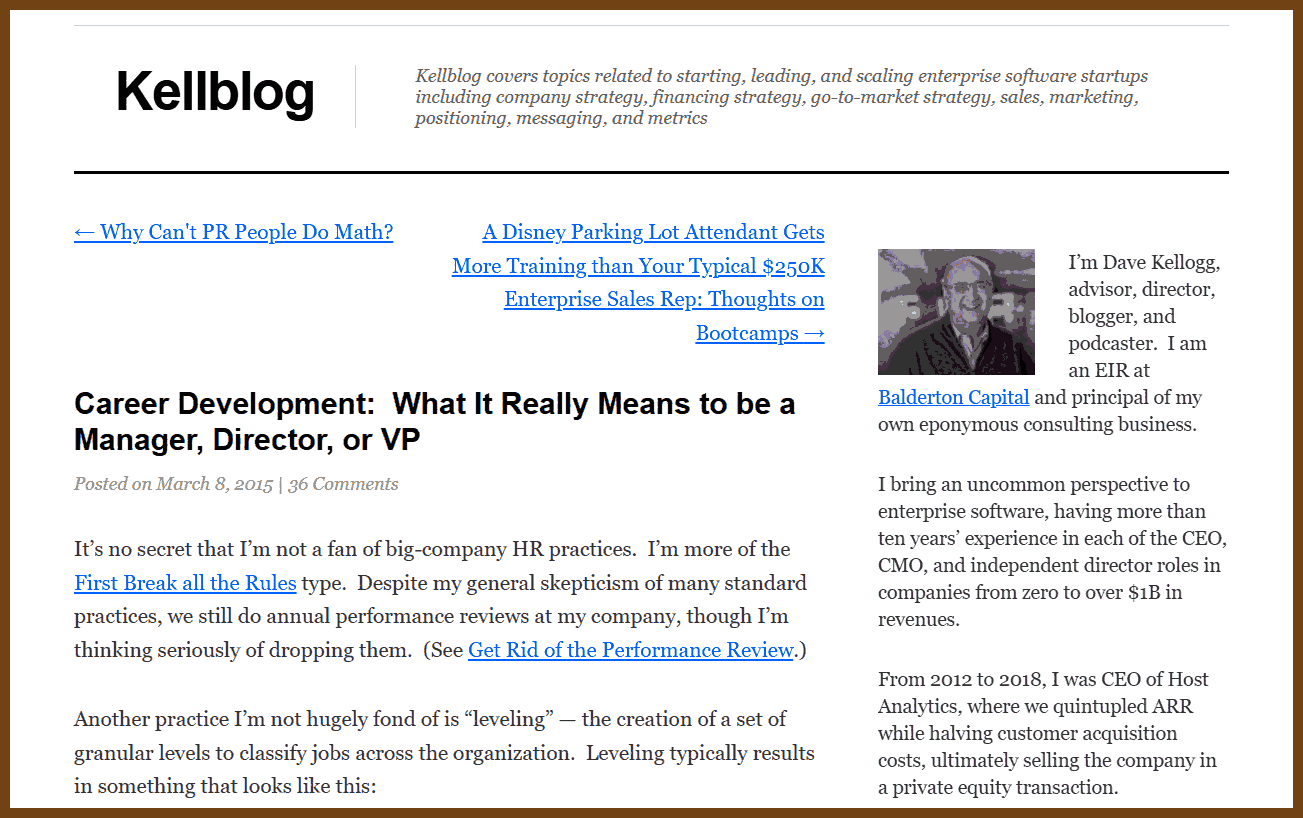 Kellblog
Kellblog covers topics related to starting, leading, and scaling enterprise software startups
including company strategy, financing strategy, go-to-market strategy, sales, marketing,
positioning, messaging, and metrics
← Why Can't PR People Do Math?
A Disney Parking Lot Attendant Gets
More Training than Your Typical $250K
Enterprise Sales Rep: Thoughts on
Bootcamps →
Career Development:  What It Really Means to be a
Manager, Director, or VP
Posted on March 8, 2015 | 36 Comments
It’s no secret that I’m not a fan of big-company HR practices.  I’m more of the
First Break all the Rules type.  Despite my general skepticism of many standard
practices, we still do annual performance reviews at my company, though I’m
thinking seriously of dropping them.  (See Get Rid of the Performance Review.)
Another practice I’m not hugely fond of is “leveling” — the creation of a set of
granular levels to classify jobs across the organization.  Leveling typically results
in something that looks like this:
I’m Dave Kellogg,
advisor, director,
blogger, and
podcaster.  I am
an EIR at
Balderton Capital and principal of my
own eponymous consulting business.
I bring an uncommon perspective to
enterprise software, having more than
ten years’ experience in each of the CEO,
CMO, and independent director roles in
companies from zero to over $1B in
revenues.
From 2012 to 2018, I was CEO of Host
Analytics, where we quintupled ARR
while halving customer acquisition
costs, ultimately selling the company in
a private equity transaction.